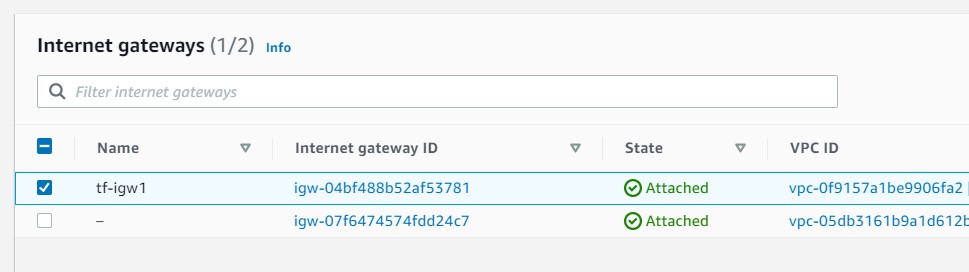 Internet gateways (1/2) Info
Filter internet gateways
Name Internet gateway ID State VPC ID
tf-igw1 igw-04bf488b52af53781 Attached vpc-0f9157a1be9906fa2 |
– igw-07f6474574fdd24c7 Attached vpc-05db3161b9a1d612b